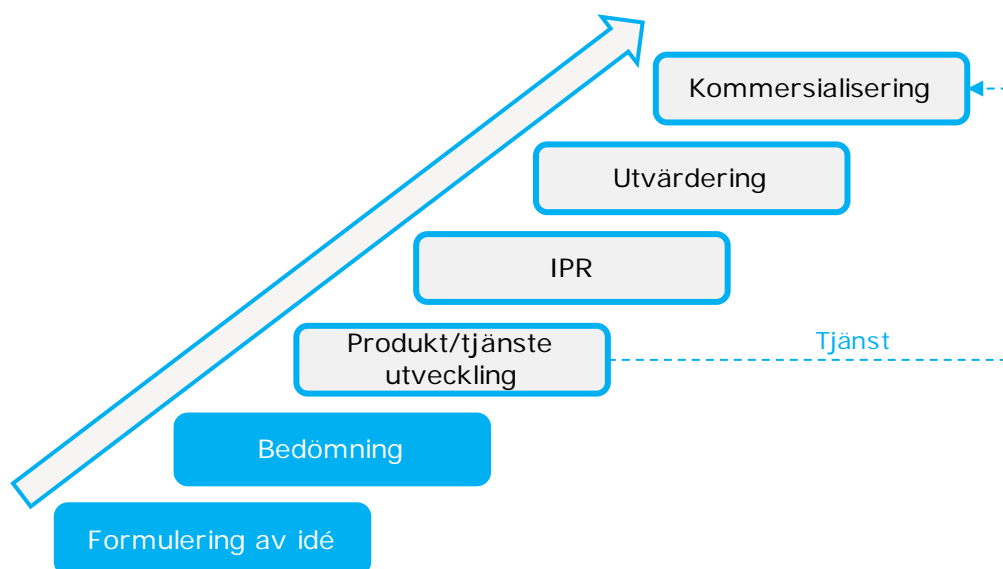 Kommersialisering
Utvärdering
IPR
Produkt/tjänste
utveckling
Tjänst
Bedömning
Formulering av idé